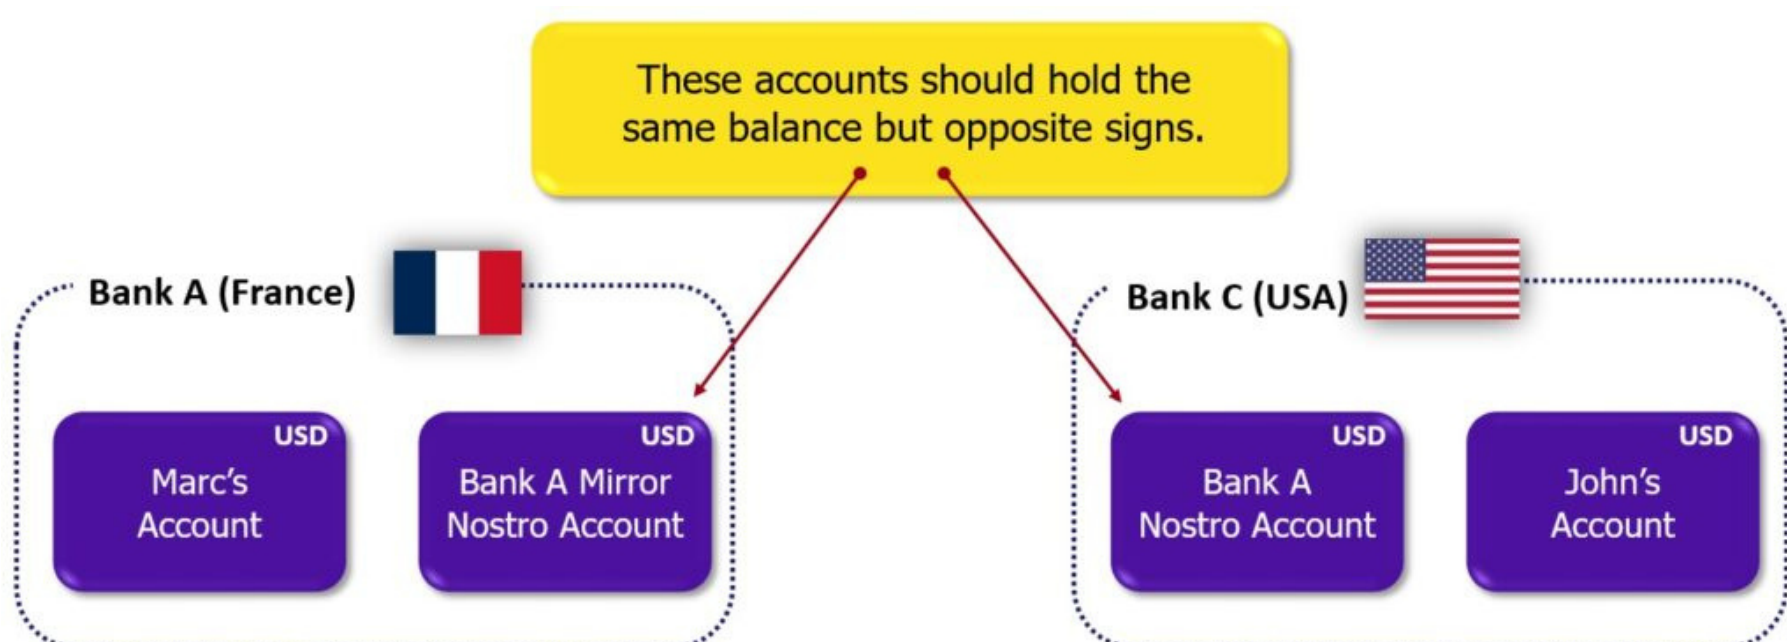 These accounts should hold the
same balance but opposite signs.
Bank A (France)
Bank C (USA)
USD
Marc’s
Account
USD
Bank A Mirror
Nostro Account
USD
Bank A
Nostro Account
USD
John’s
Account